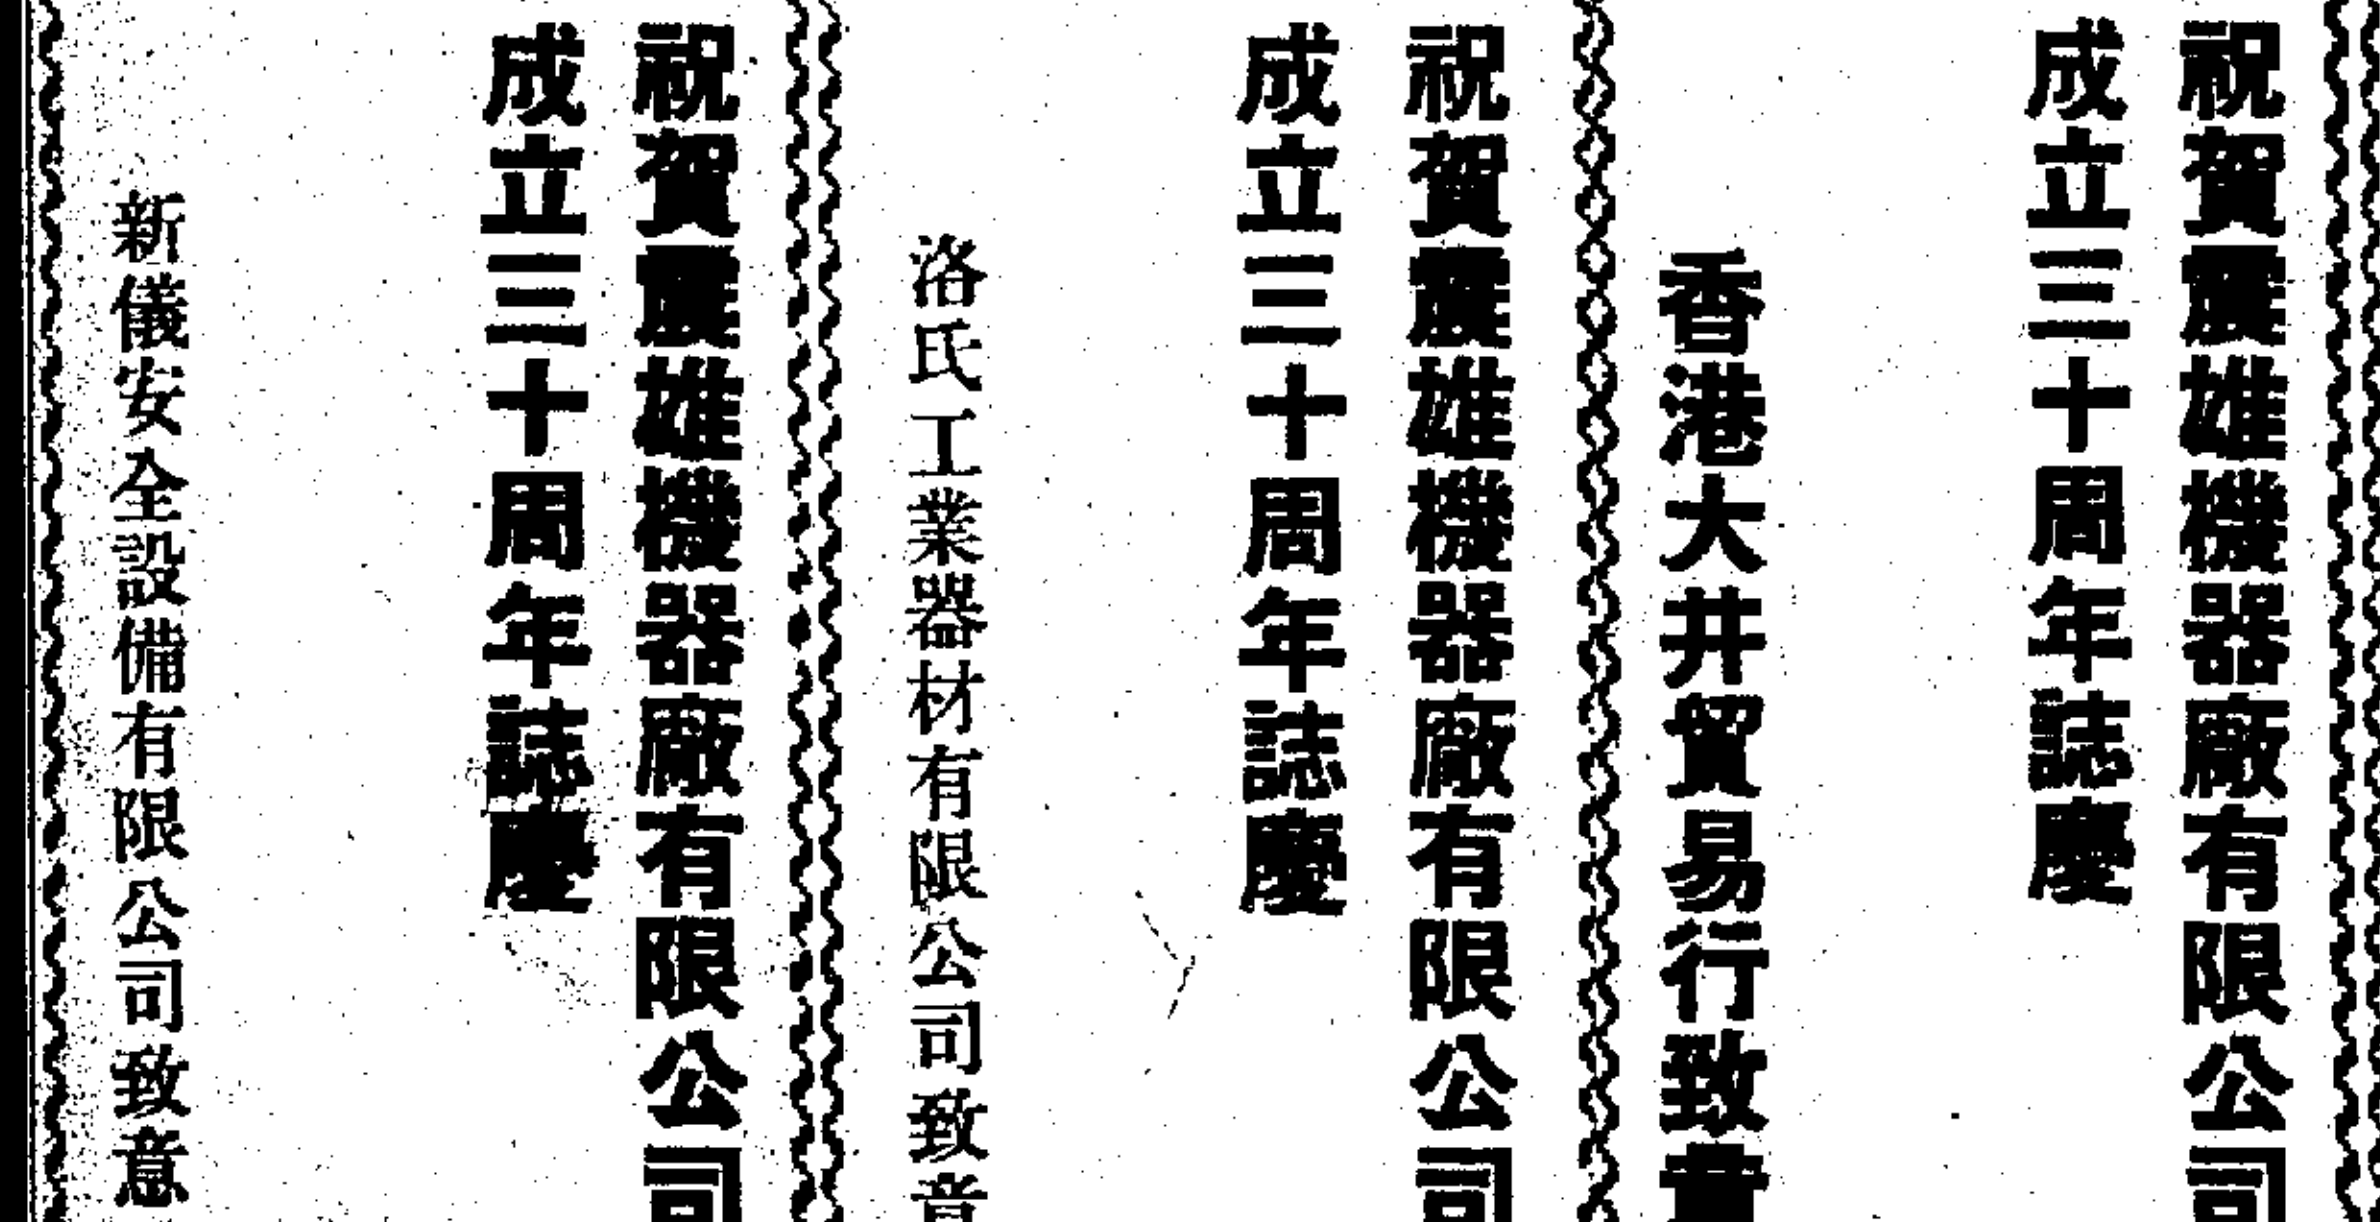 祝賀震雄機器廠有限公司
成立三十周年誌慶
香港大井貿易行致意
祝賀震雄機器廠有限公司
成立三十周年誌慶
洛氏工業器材有限公司致意
祝賀震雄機器廠有限公司
成立三十周年誌慶
新儀安全設備有限公司致意